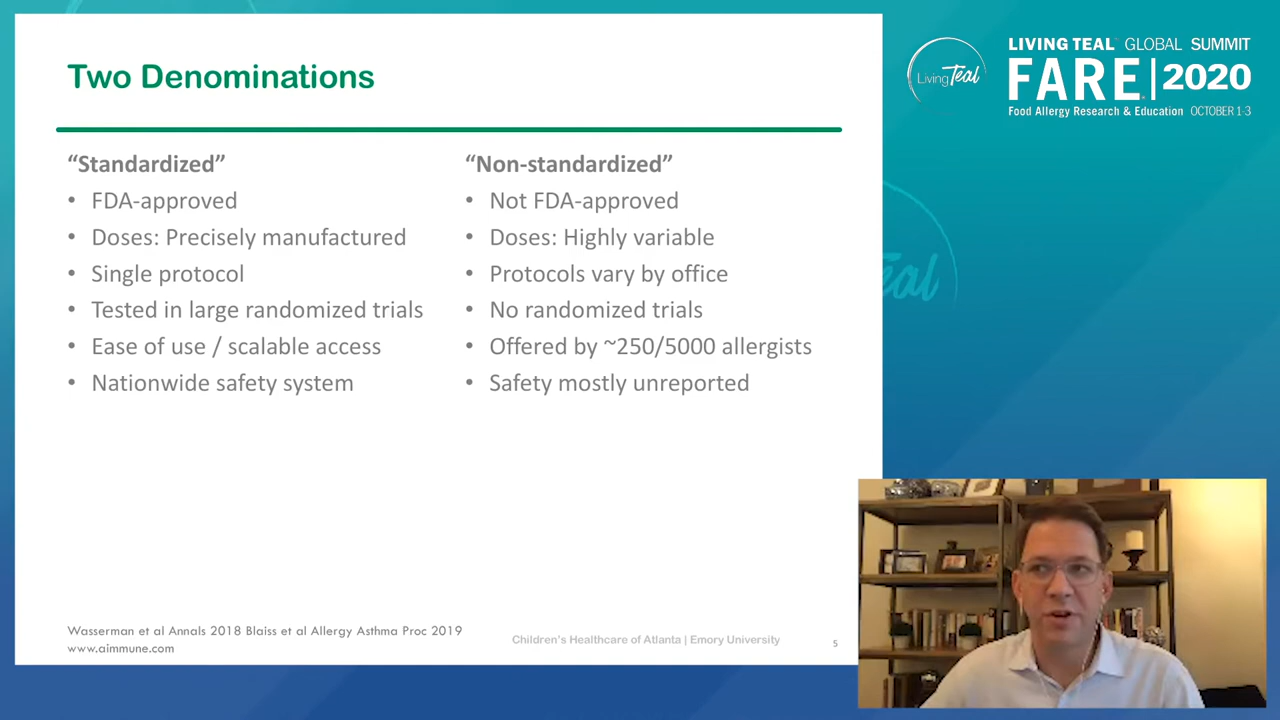 Two Denominations
“Standardized”
• FDA-approved
• Doses: Precisely manufactured
• Single protocol
• Tested in large randomized trials
• Ease of use / scalable access
• Nationwide safety system
“Non-standardized”
• Not FDA-approved
• Doses: Highly variable
• Protocols vary by office
• No randomized trials
• Offered by ~250/5000 allergists
• Safety mostly unreported
Wasserman et al Annals 2018 Blaiss et al Allergy Asthma Proc 2019
www.aimmune.com
Children’s Healthcare of Atlanta | Emory University
5
Living Teal
LIVING TEAL GLOBAL SUMMIT
FARE | 2020
Food Allergy Research & Education OCTOBER 1-3
eal